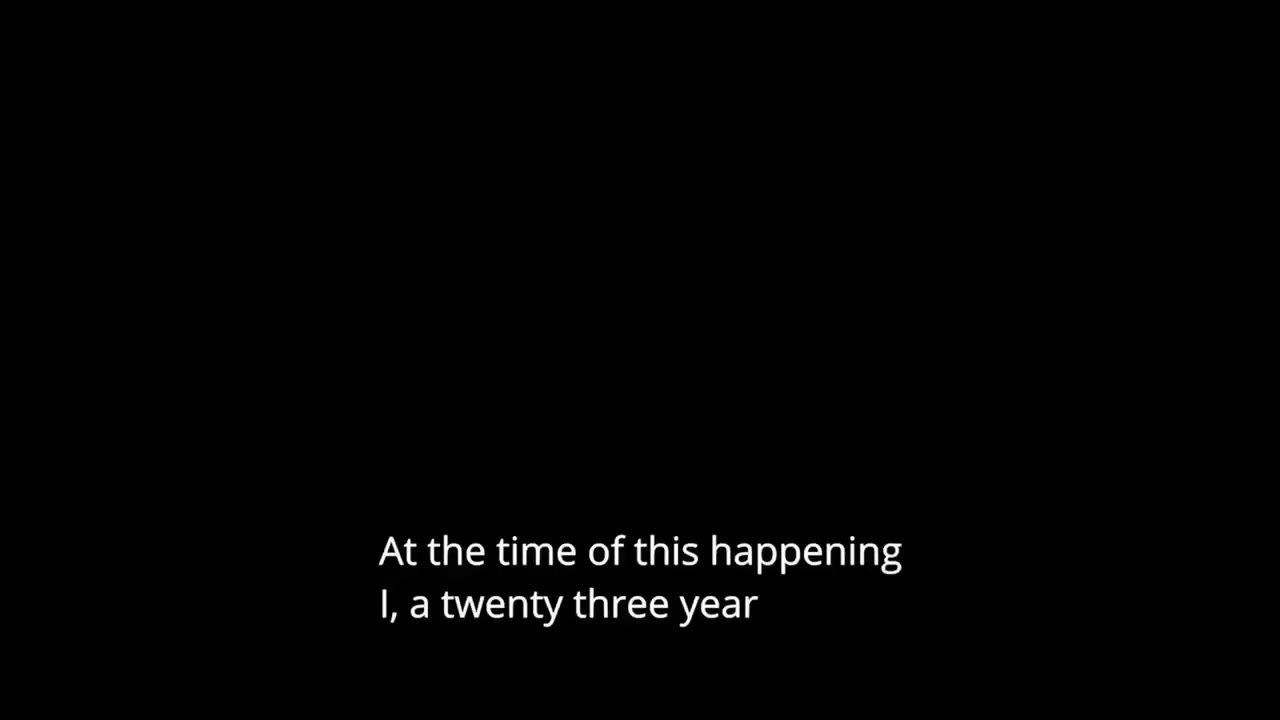 At the time of this happening
I, a twenty three year